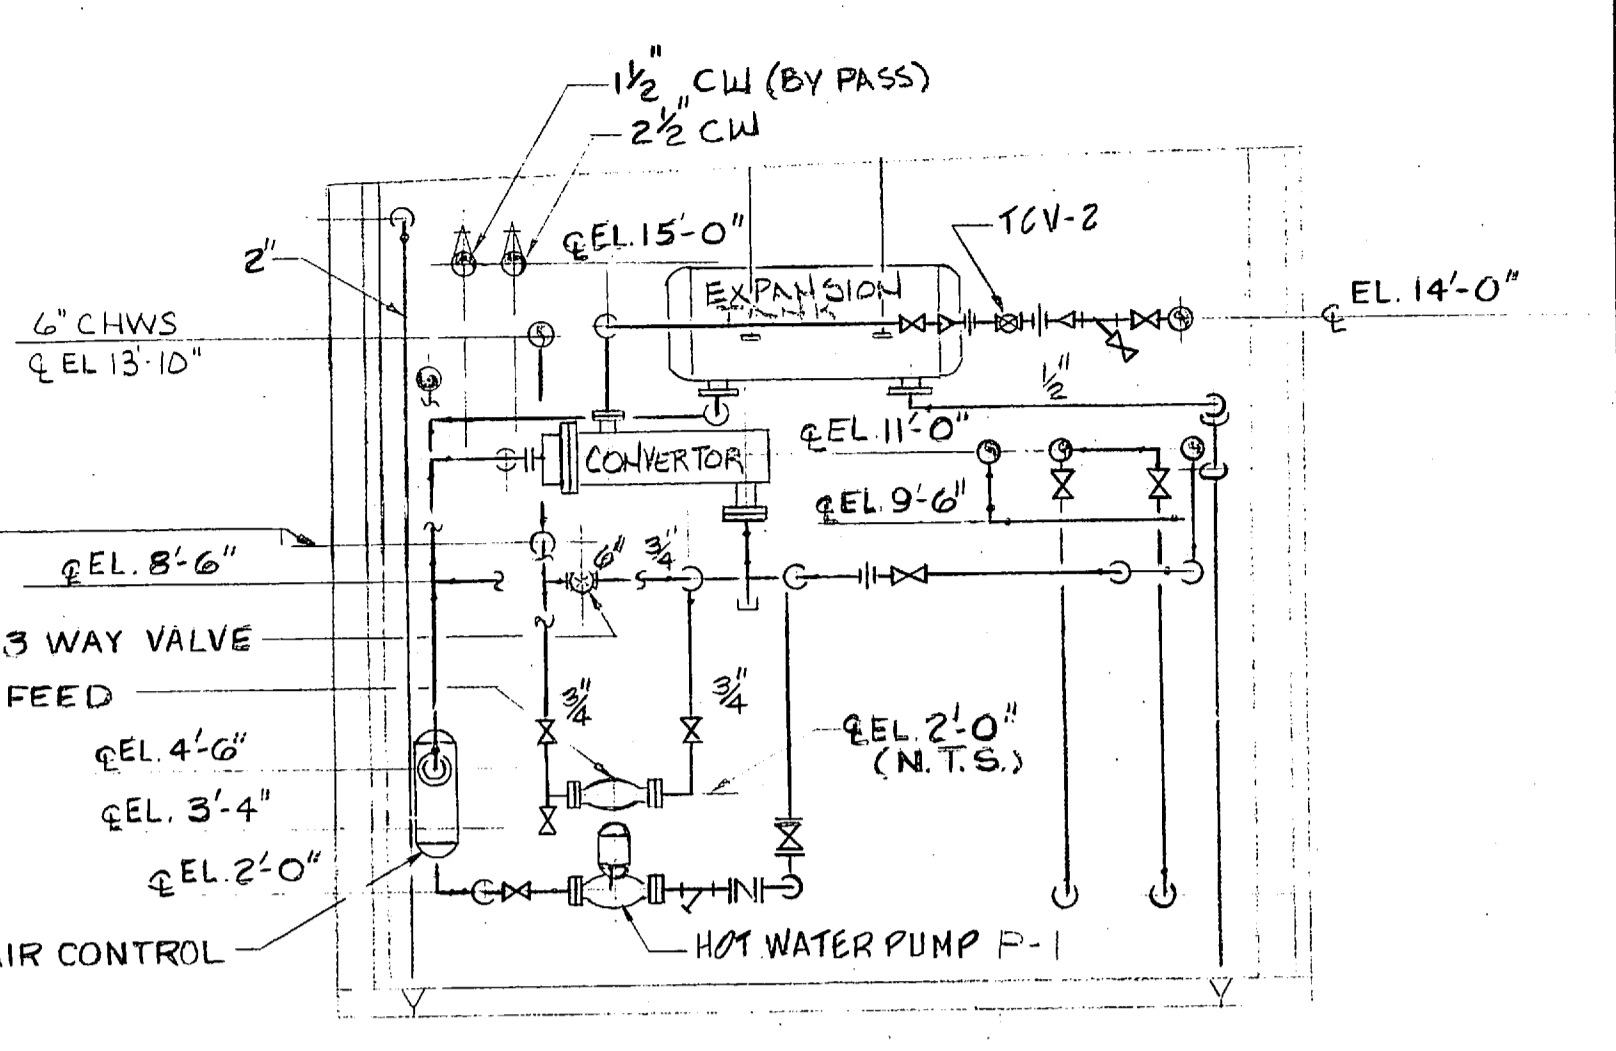 1½" CW (BY PASS)
2½" CW
℄ EL. 15'-0"
TCV-2
2"
EXPANSION
TANK
℄ EL. 14'-0"
6" CHWS
℄ EL 13'-10"
½"
℄ EL. 11'-0"
CONVERTOR
℄ EL. 9'-6"
℄ EL. 8'-6"
6"
¾"
3 WAY VALVE
FEED
¾"
¾"
℄ EL. 2'-0"
(N.T.S.)
℄ EL. 4'-6"
℄ EL. 3'-4"
℄ EL. 2'-0"
AIR CONTROL
HOT WATER PUMP P-1